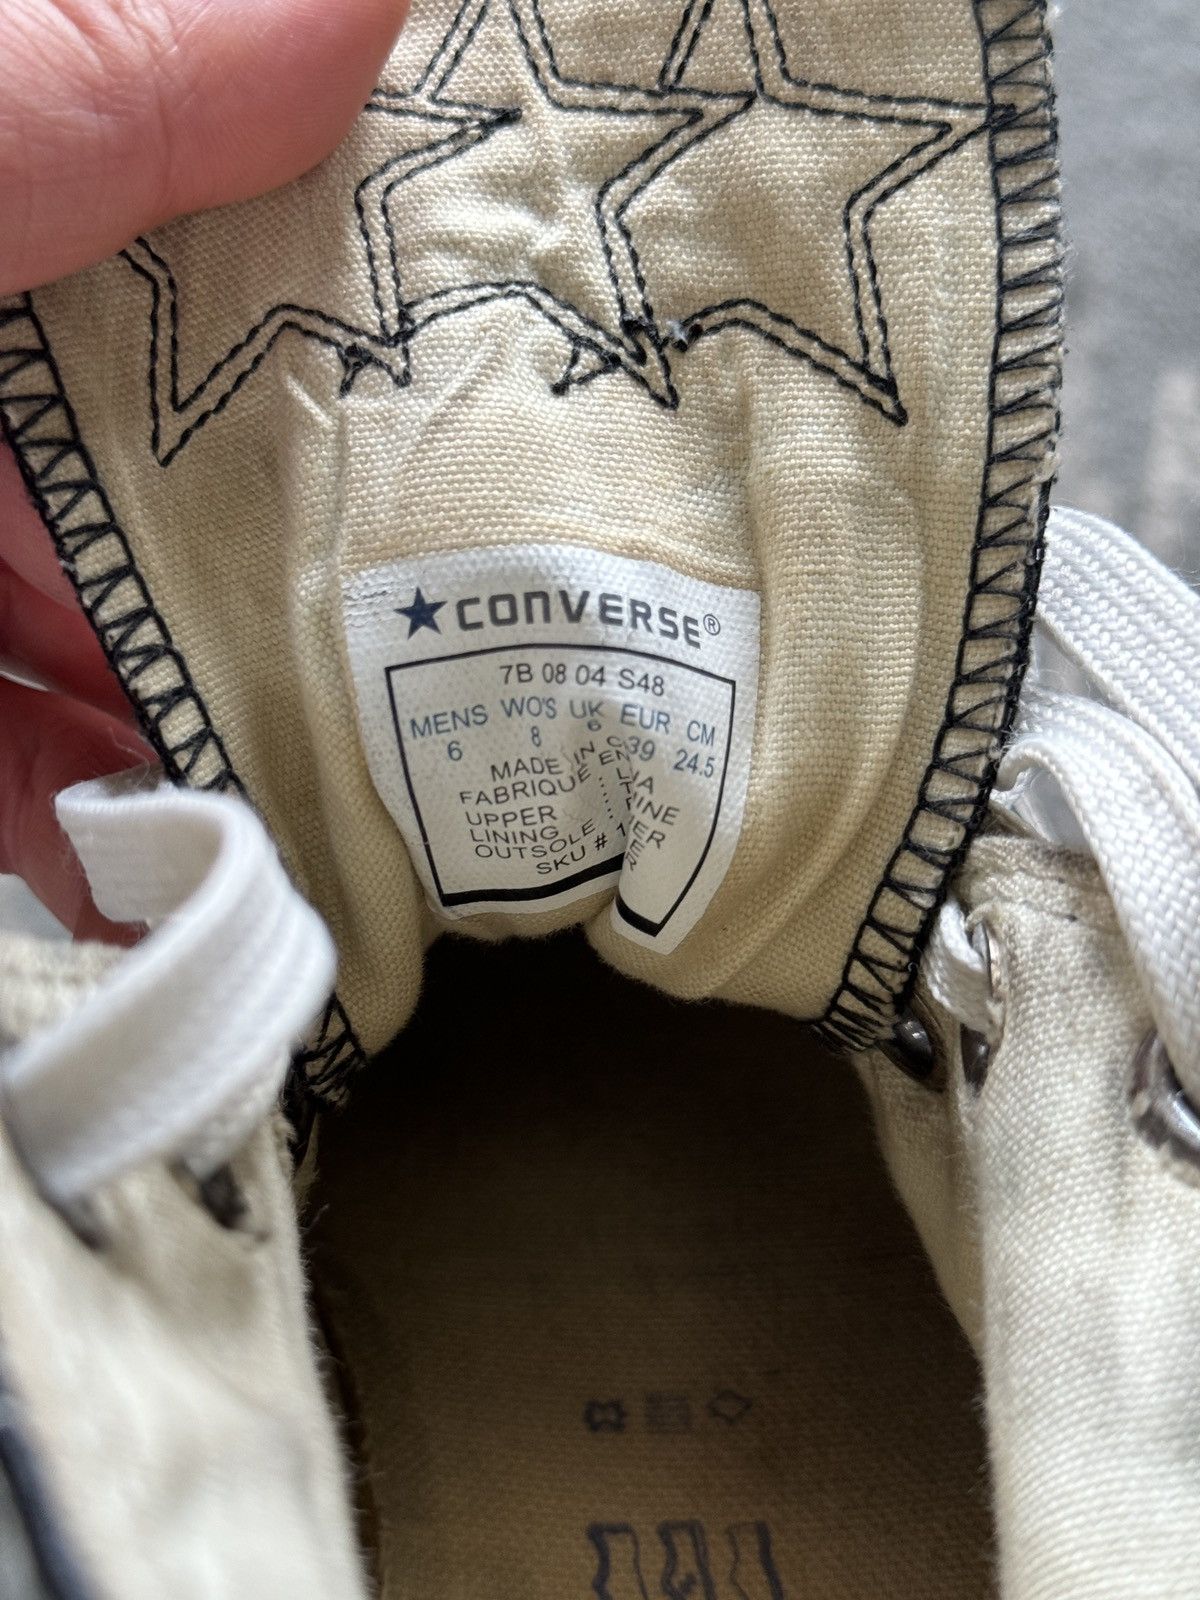 CONVERSE®
7B 08 04 S48
MENS WO'S UK EUR CM
6 8 6 39 24.5
MADE IN
FABRIQUE EN
UPPER
LINING
OUTSOLE
SKU # 1